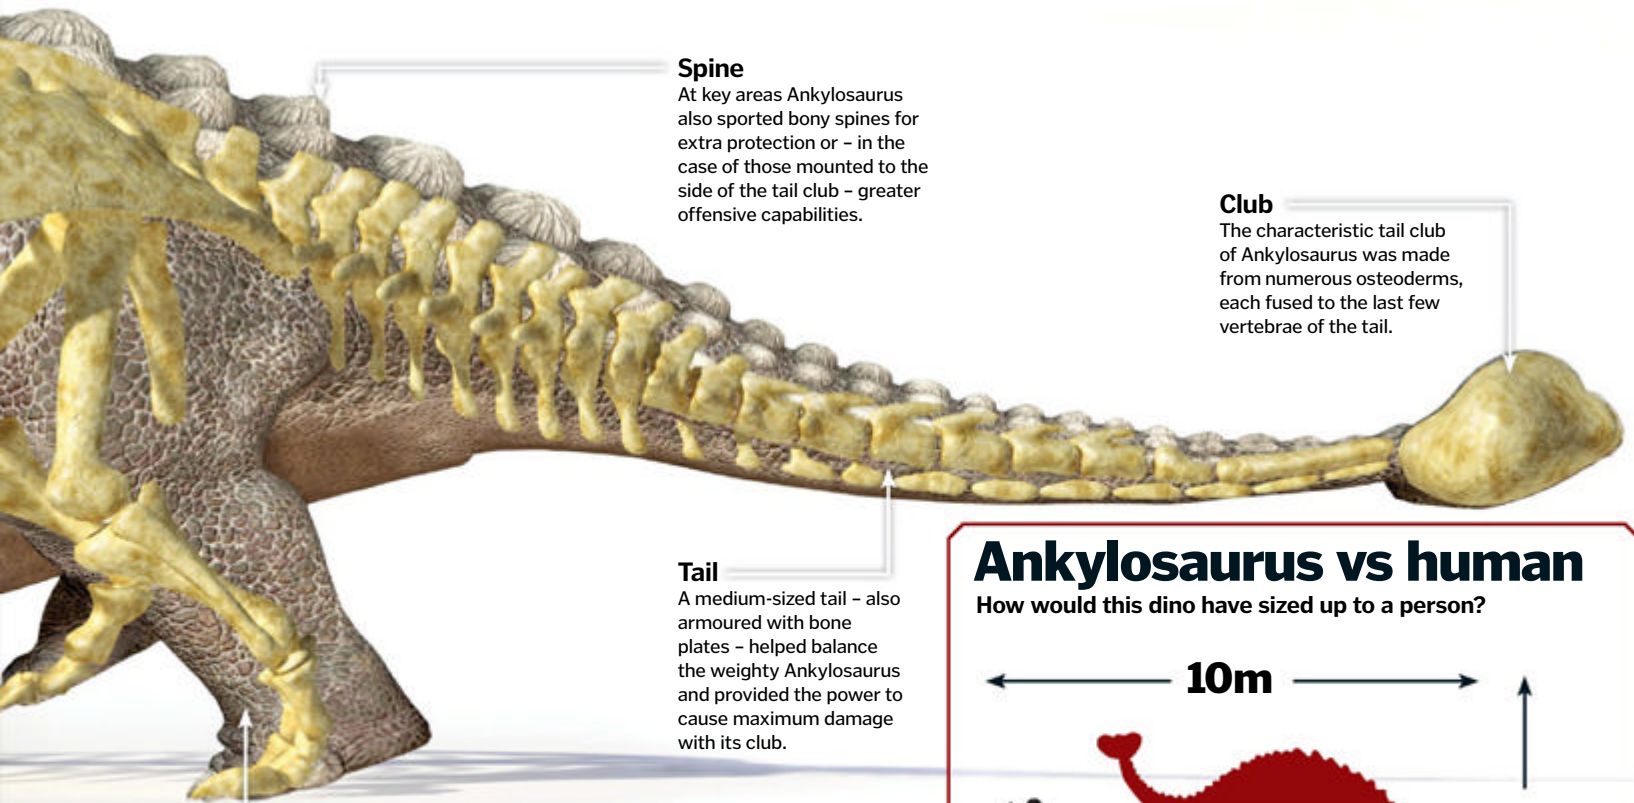 Spine
At key areas Ankylosaurus
also sported bony spines for
extra protection or – in the
case of those mounted to the
side of the tail club – greater
offensive capabilities.
Club
The characteristic tail club
of Ankylosaurus was made
from numerous osteoderms,
each fused to the last few
vertebrae of the tail.
Tail
A medium-sized tail – also
armoured with bone
plates – helped balance
the weighty Ankylosaurus
and provided the power to
cause maximum damage
with its club.
Ankylosaurus vs human
How would this dino have sized up to a person?
10m